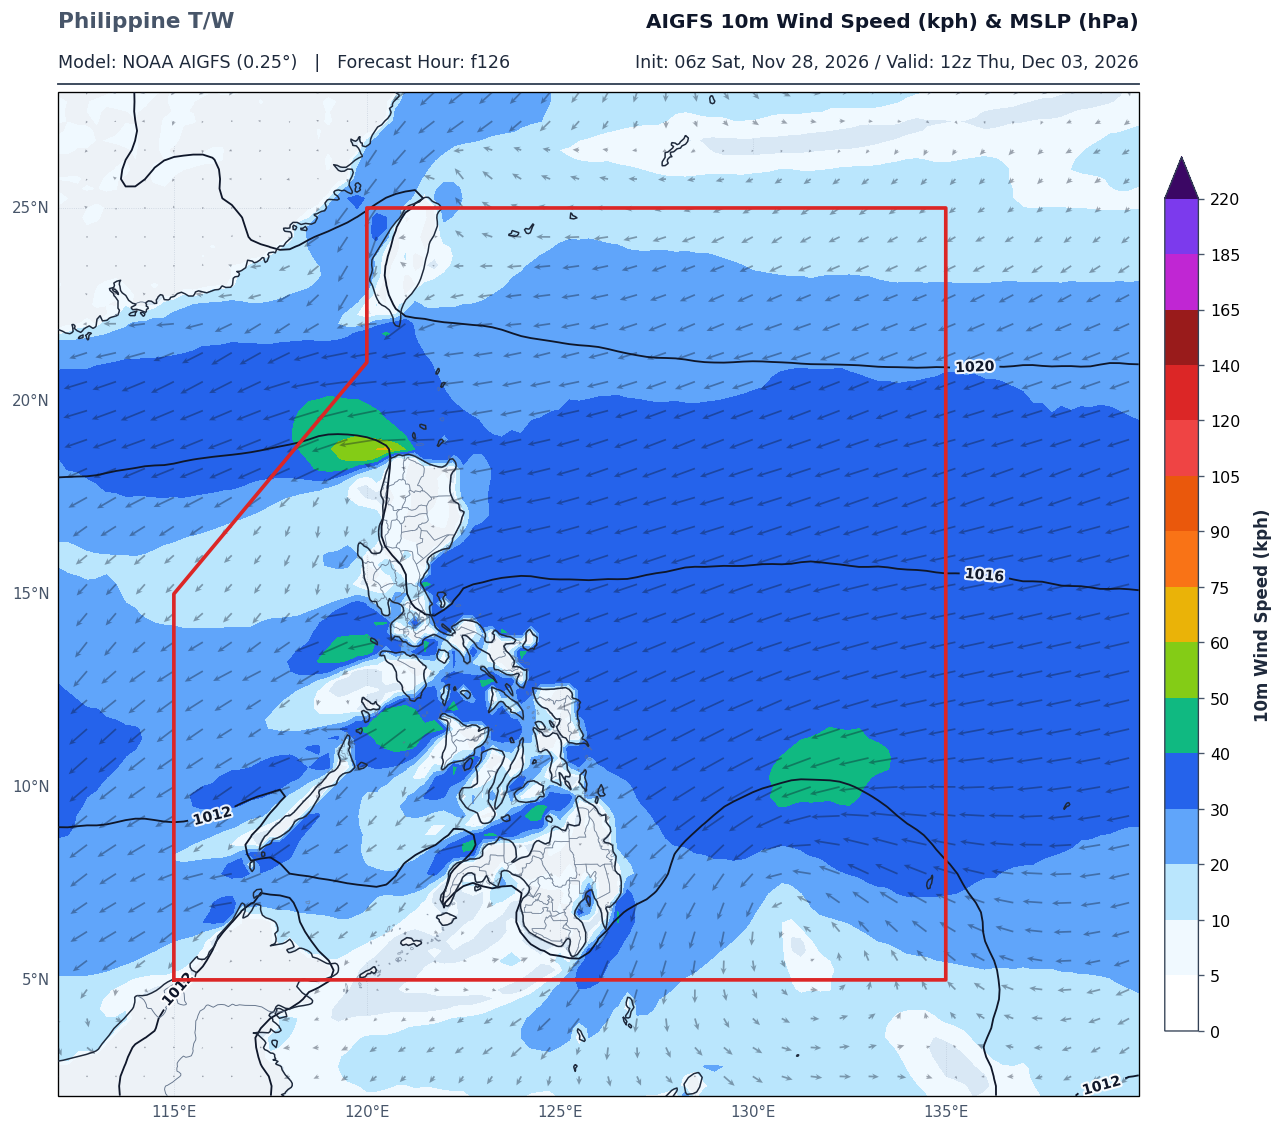 Philippine T/W
AIGFS 10m Wind Speed (kph) & MSLP (hPa)
Model: NOAA AIGFS (0.25°) | Forecast Hour: f126
Init: 06z Sat, Nov 28, 2026 / Valid: 12z Thu, Dec 03, 2026
25°N
20°N
15°N
10°N
5°N
115°E
120°E
125°E
130°E
135°E
1020
1016
1012
1012
1012
220
185
165
140
120
105
90
75
60
50
40
30
20
10
5
0
10m Wind Speed (kph)